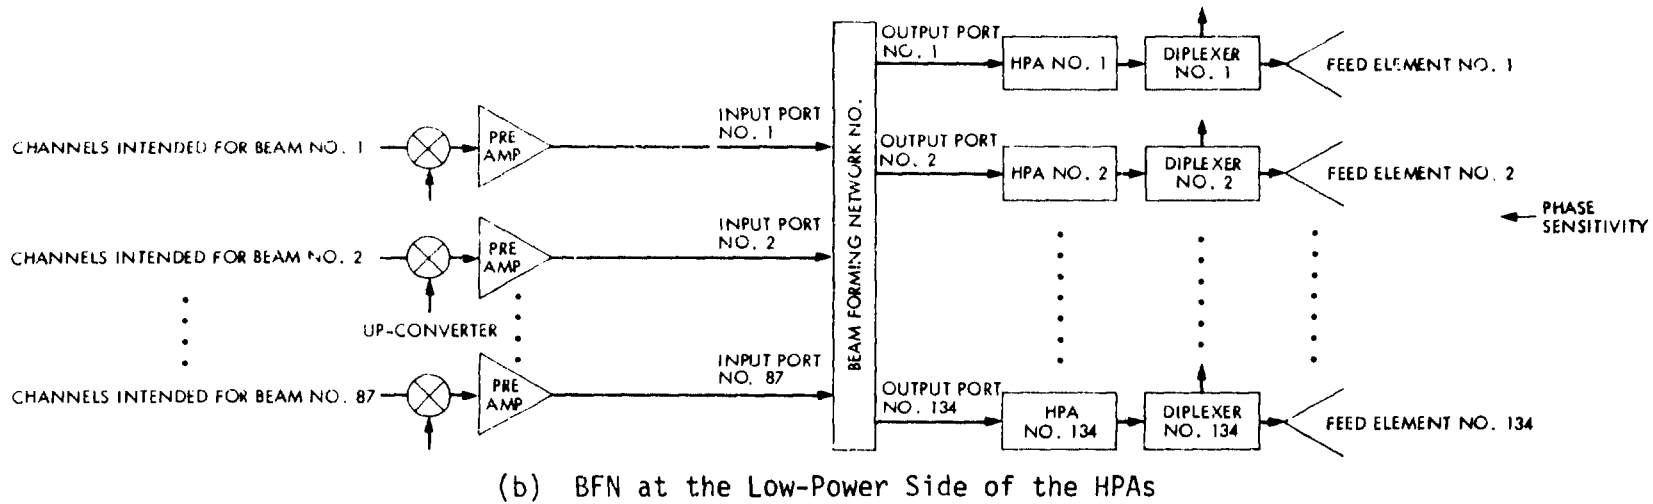 OUTPUT PORT
NO. 1
HPA NO. 1
DIPLEXER
NO. 1
FEED ELEMENT NO. 1
CHANNELS INTENDED FOR BEAM NO. 1
PRE
AMP
INPUT PORT
NO. 1
BEAM FORMING NETWORK NO.
OUTPUT PORT
NO. 2
HPA NO. 2
DIPLEXER
NO. 2
FEED ELEMENT NO. 2
PHASE
SENSITIVITY
CHANNELS INTENDED FOR BEAM NO. 2
PRE
AMP
INPUT PORT
NO. 2
UP-CONVERTER
CHANNELS INTENDED FOR BEAM NO. 87
PRE
AMP
INPUT PORT
NO. 87
OUTPUT PORT
NO. 134
HPA
NO. 134
DIPLEXER
NO. 134
FEED ELEMENT NO. 134
(b) BFN at the Low-Power Side of the HPAs